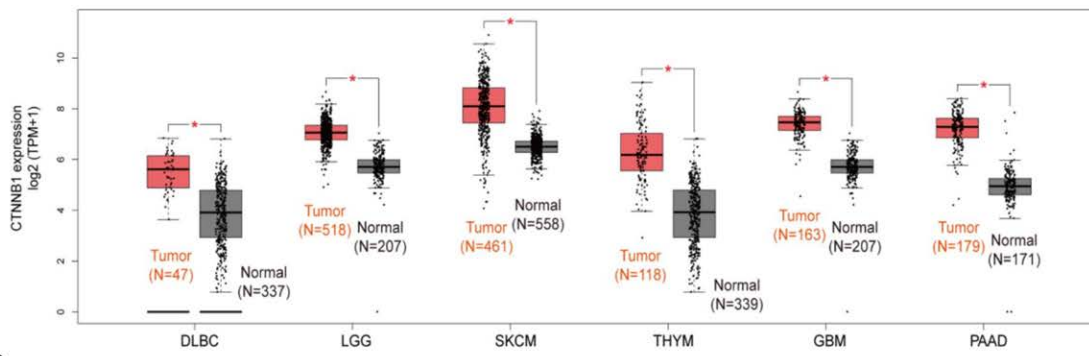 CTNNB1 expression
log2 (TPM+1)
10
8
6
4
2
0
*
*
*
*
*
*
Tumor
(N=47)
Normal
(N=337)
Tumor
(N=518)
Normal
(N=207)
Tumor
(N=461)
Normal
(N=558)
Tumor
(N=118)
Normal
(N=339)
Tumor
(N=163)
Normal
(N=207)
Tumor
(N=179)
Normal
(N=171)
DLBC
LGG
SKCM
THYM
GBM
PAAD